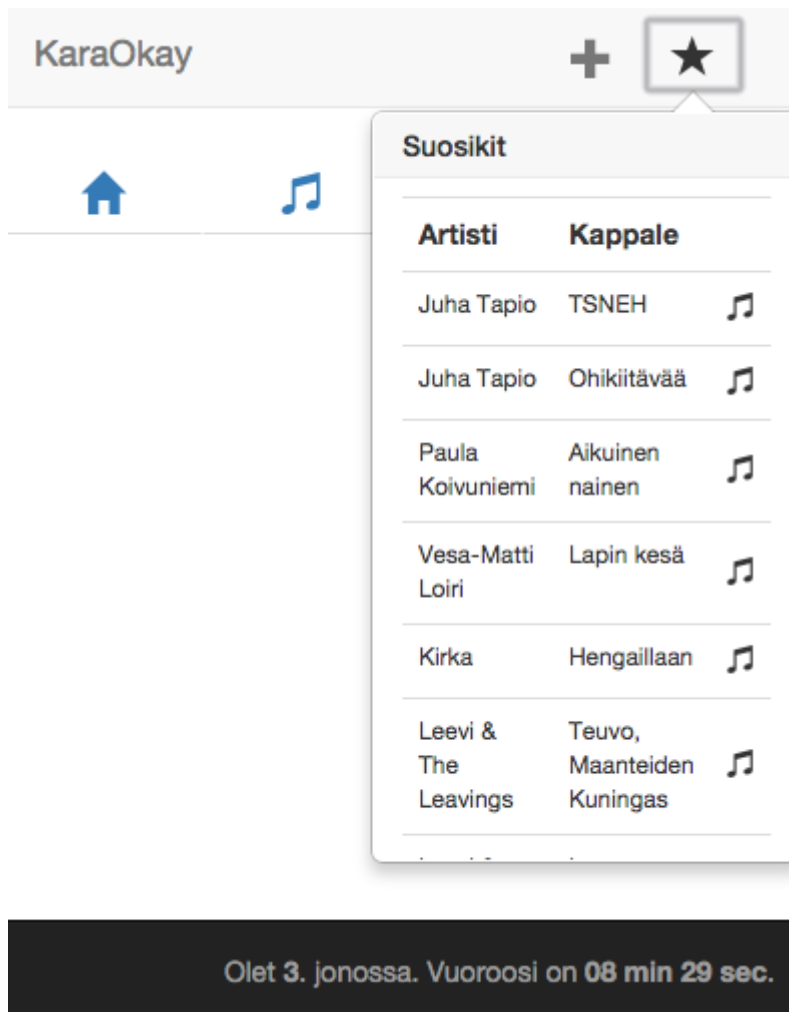 KaraOkay
Suosikit
Artisti Kappale
Juha Tapio TSNEH
Juha Tapio Ohikiitävää
Paula Aikuinen
Koivuniemi nainen
Vesa-Matti Lapin kesä
Loiri
Kirka Hengaillaan
Leevi & Teuvo,
The Maanteiden
Leavings Kuningas
Olet 3. jonossa. Vuoroosi on 08 min 29 sec.